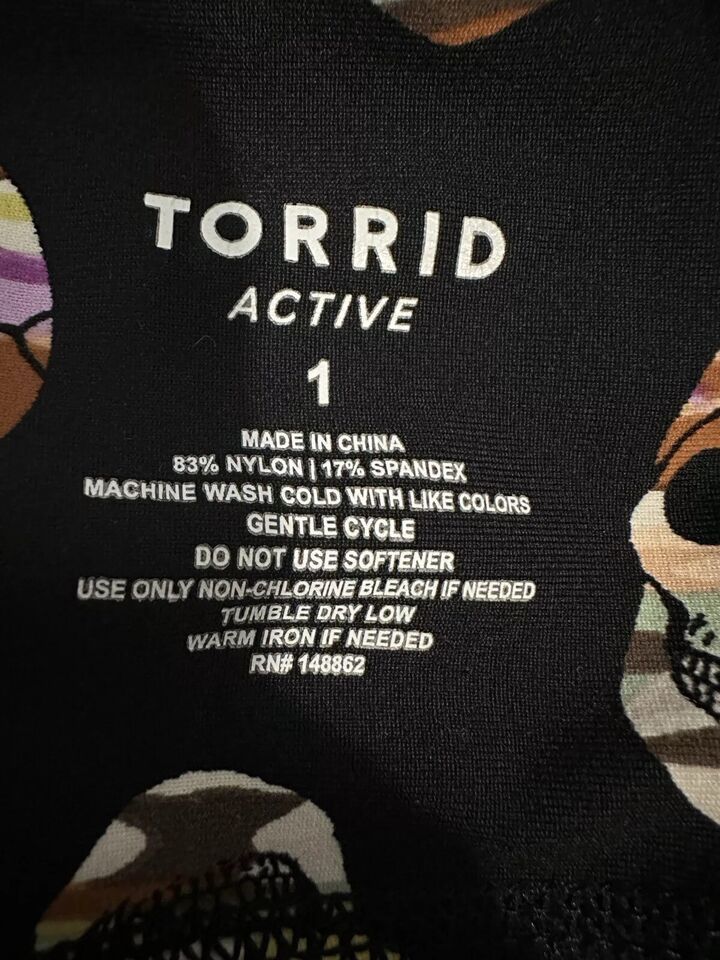 TORRID
ACTIVE
1
MADE IN CHINA
83% NYLON | 17% SPANDEX
MACHINE WASH COLD WITH LIKE COLORS
GENTLE CYCLE
DO NOT USE SOFTENER
USE ONLY NON-CHLORINE BLEACH IF NEEDED
TUMBLE DRY LOW
WARM IRON IF NEEDED
RN# 148862